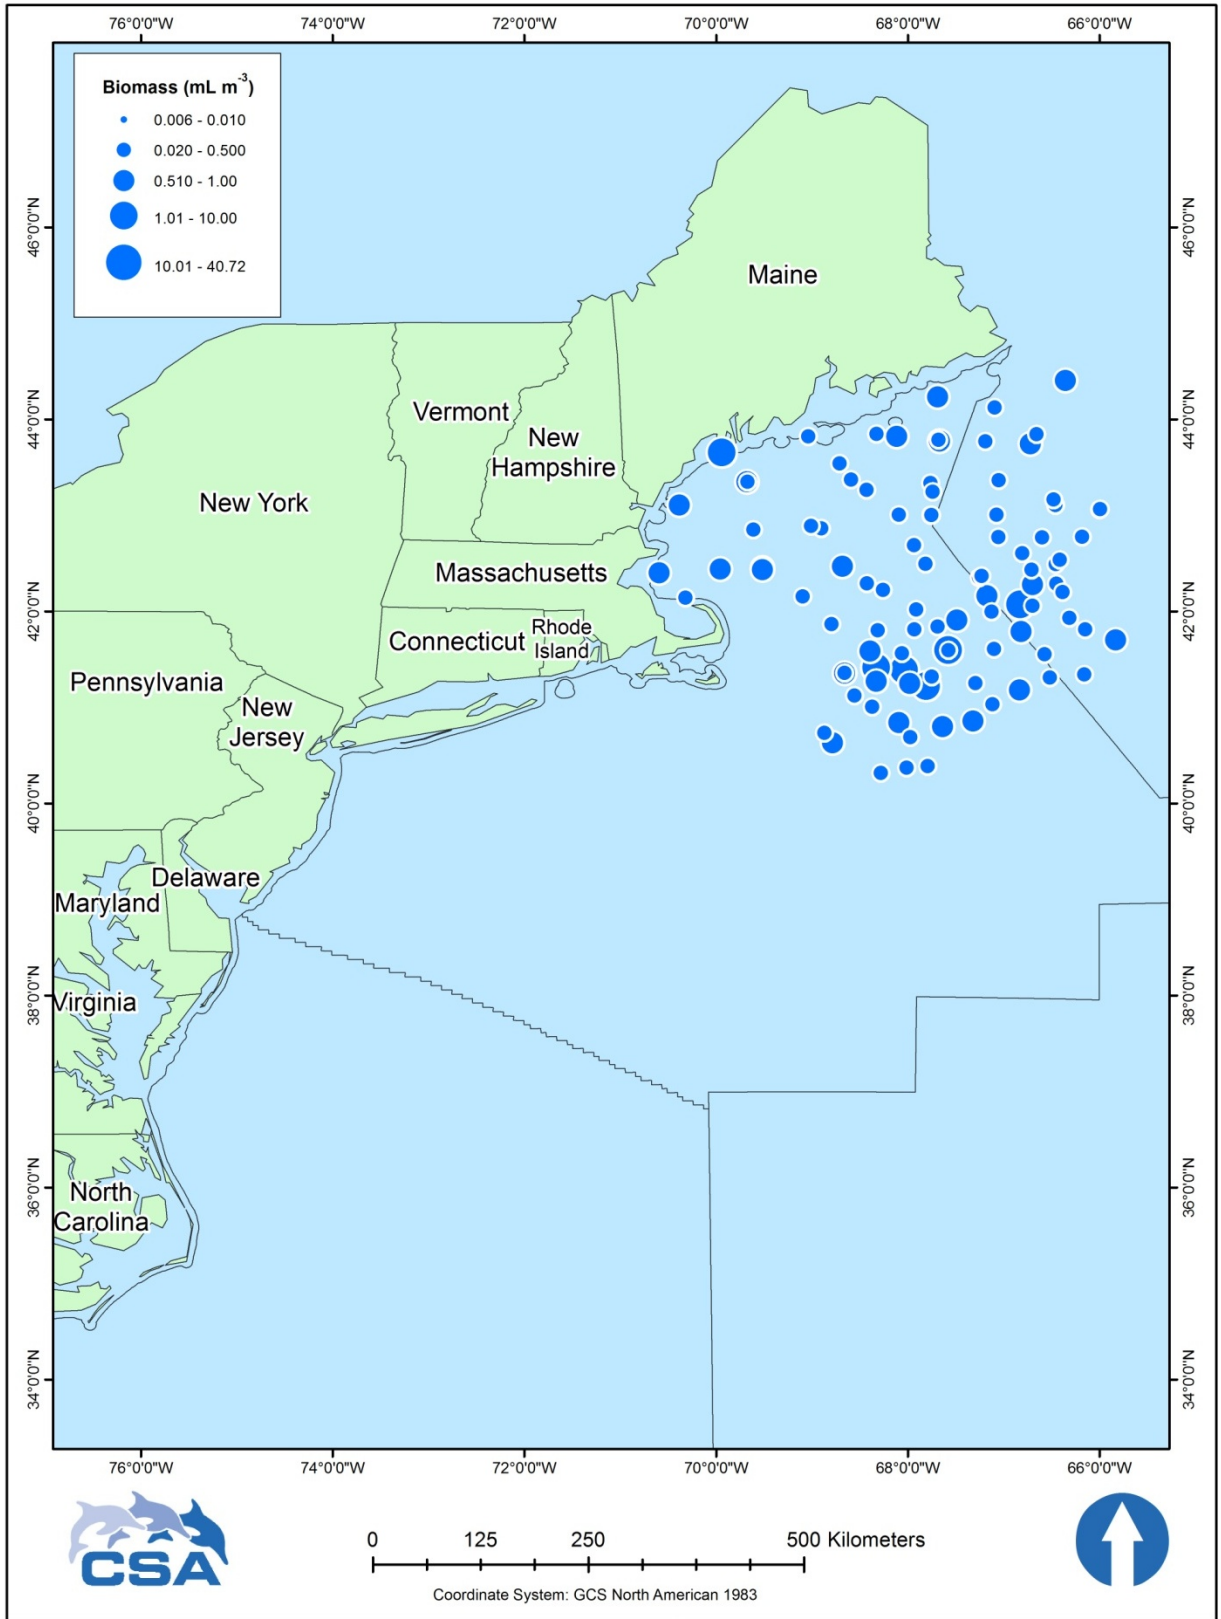 76°0'0"W 74°0'0"W 72°0'0"W 70°0'0"W 68°0'0"W 66°0'0"W
Biomass (mL m-3)
0.006 - 0.010
0.020 - 0.500
0.510 - 1.00
1.01 - 10.00
10.01 - 40.72
46°0'0"N
46°0'0"N
Maine
44°0'0"N
44°0'0"N
Vermont
New
Hampshire
New York
Massachusetts
42°0'0"N
42°0'0"N
Connecticut
Rhode
Island
Pennsylvania
New
Jersey
40°0'0"N
40°0'0"N
Delaware
Maryland
Virginia
38°0'0"N
38°0'0"N
North
Carolina
36°0'0"N
36°0'0"N
34°0'0"N
34°0'0"N
76°0'0"W 74°0'0"W 72°0'0"W 70°0'0"W 68°0'0"W 66°0'0"W
CSA
0 125 250 500 Kilometers
Coordinate System: GCS North American 1983